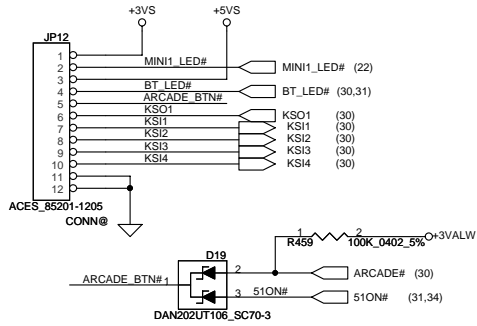 +3VS
+5VS
JP12
1
2 MINI1_LED# MINI1_LED# (22)
3
4 BT_LED# BT_LED# (30,31)
5 ARCADE_BTN#
6 KSO1 KSO1 (30)
7 KSI1 KSI1 (30)
8 KSI2 KSI2 (30)
9 KSI3 KSI3 (30)
10 KSI4 KSI4 (30)
11
12
ACES_85201-1205
CONN@
1 2 +3VALW
R459 100K_0402_5%
D19
ARCADE_BTN# 1 2 ARCADE# (30)
3 51ON# 51ON# (31,34)
DAN202UT106_SC70-3